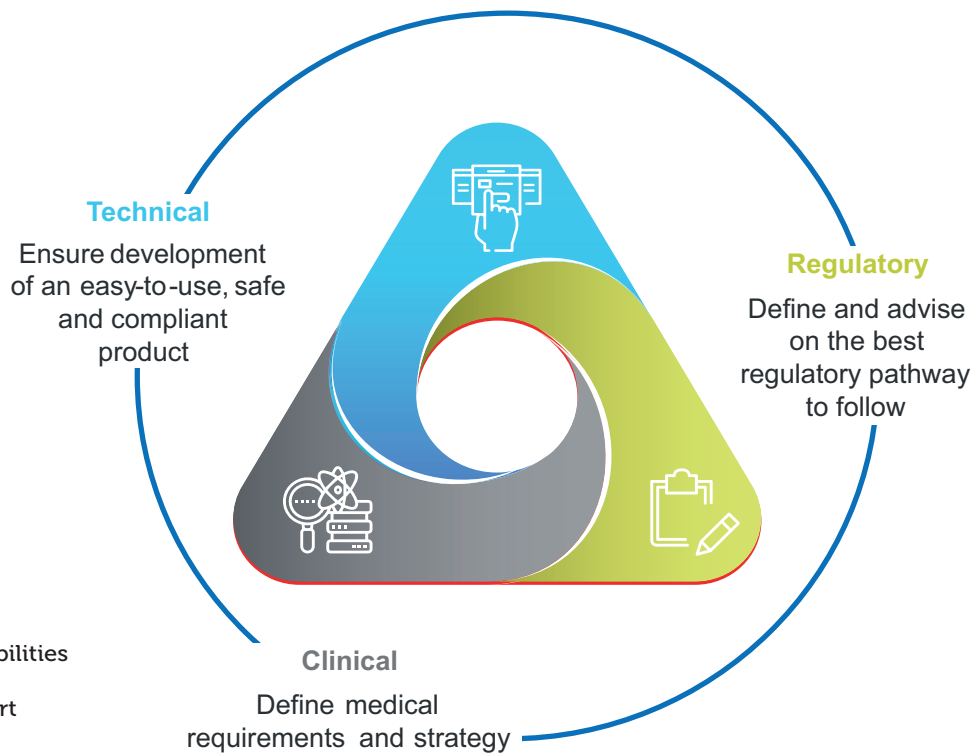 Technical
Ensure development
of an easy-to-use, safe
and compliant
product
Regulatory
Define and advise
on the best
regulatory pathway
to follow
Clinical
Define medical
requirements and strategy